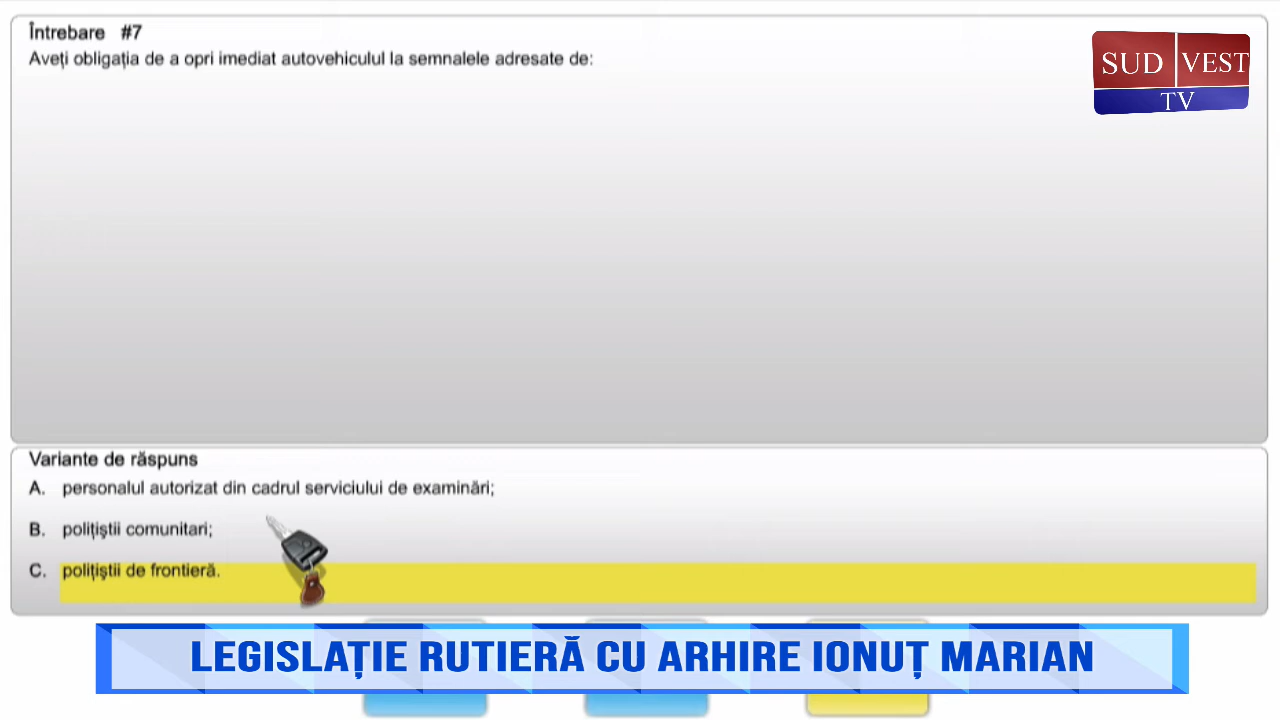 Întrebare #7
Aveți obligația de a opri imediat autovehiculul la semnalele adresate de:
SUD VEST
TV
Variante de răspuns
A. personalul autorizat din cadrul serviciului de examinări;
B. polițiștii comunitari;
C. polițiștii de frontieră.
LEGISLAȚIE RUTIERĂ CU ARHIRE IONUȚ MARIAN